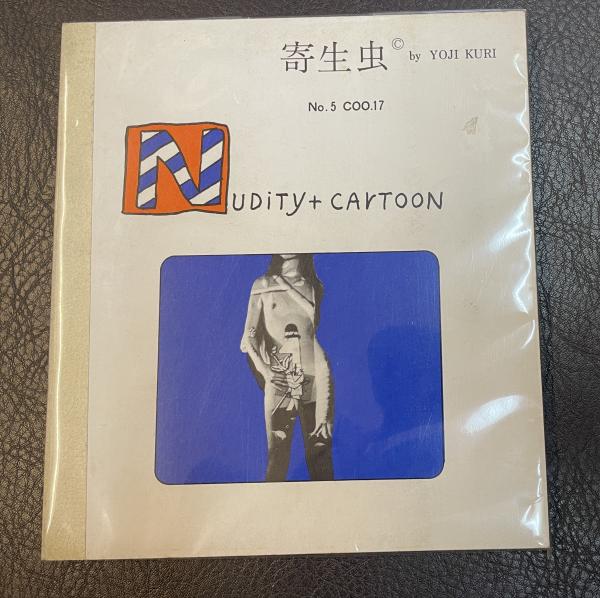 寄生虫© by YOJI KURI
No.5 COO.17
NUDiTY + CArTOON